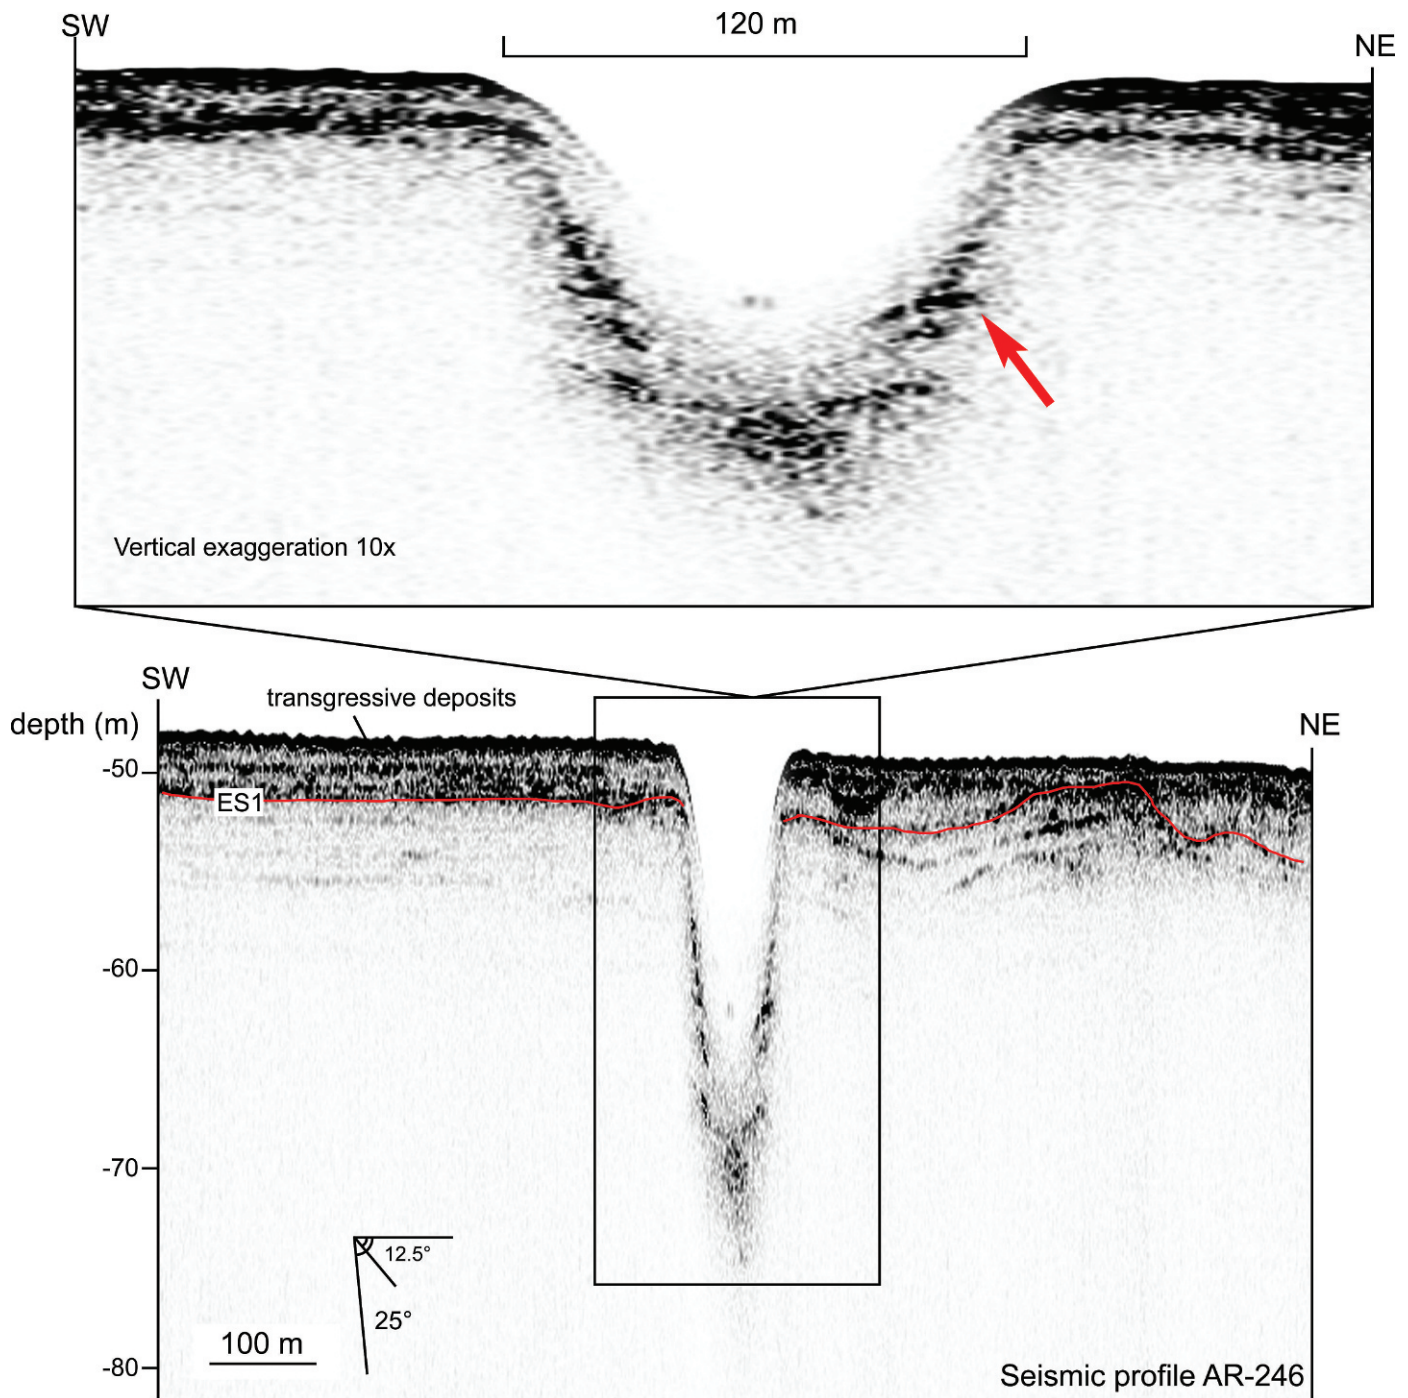 SW
120 m
NE
Vertical exaggeration 10x
SW
transgressive deposits
depth (m)
NE
-50
ES1
-60
-70
12.5°
25°
100 m
-80
Seismic profile AR-246